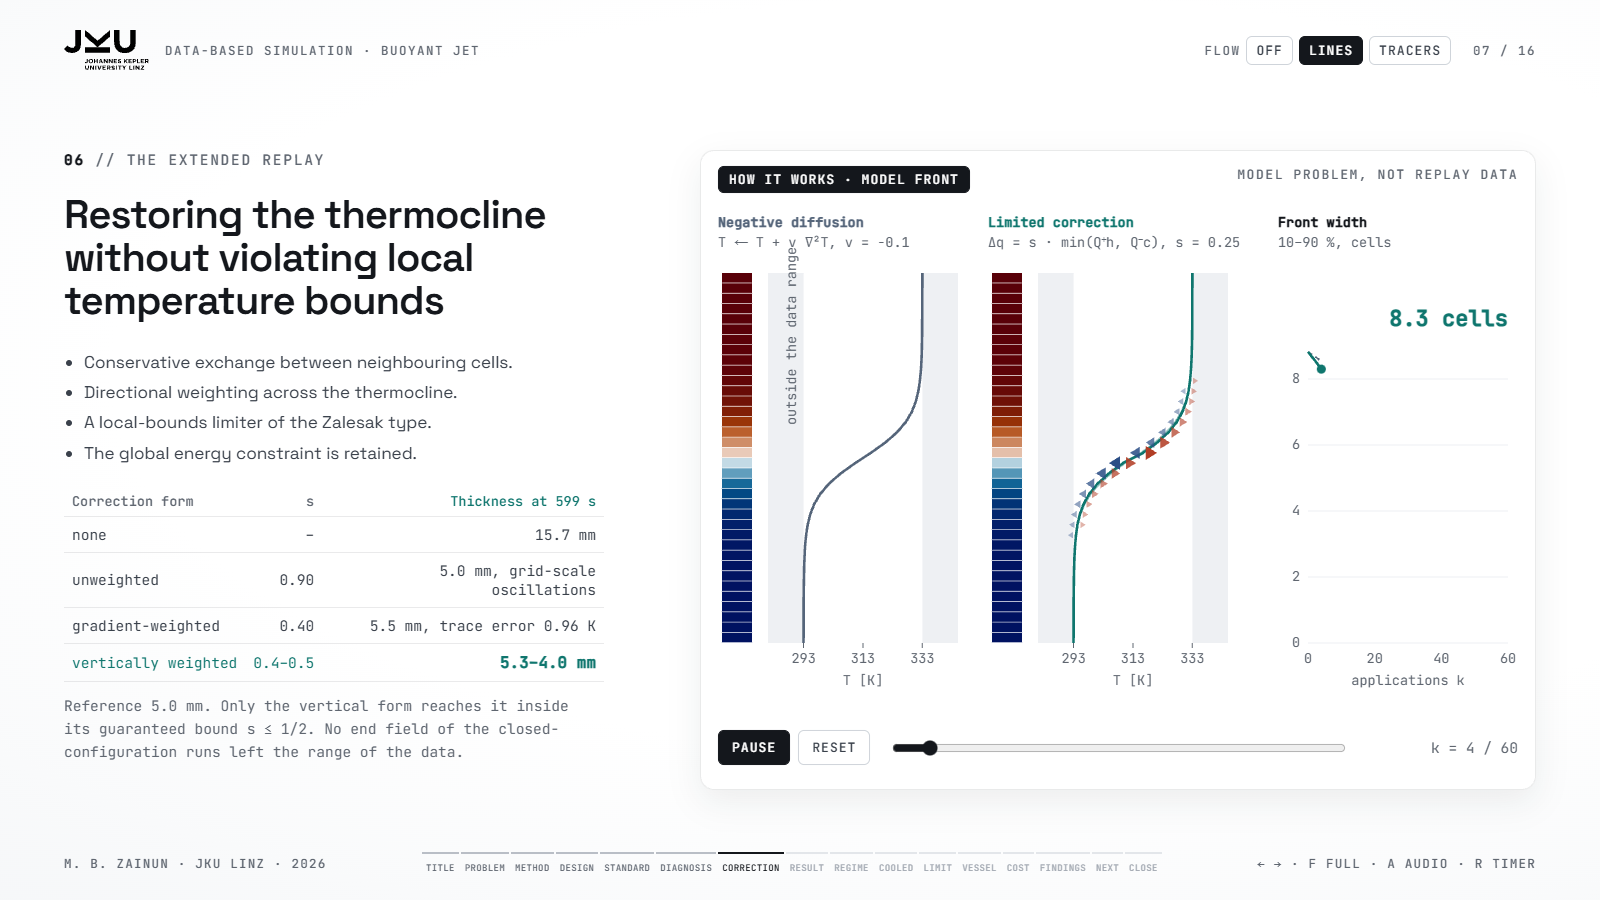 JKU
JOHANNES KEPLER
UNIVERSITY LINZ
DATA-BASED SIMULATION · BUOYANT JET
FLOW OFF LINES TRACERS 07 / 16
06 // THE EXTENDED REPLAY
Restoring the thermocline
without violating local
temperature bounds
• Conservative exchange between neighbouring cells.
• Directional weighting across the thermocline.
• A local-bounds limiter of the Zalesak type.
• The global energy constraint is retained.
Correction form s Thickness at 599 s
none – 15.7 mm
unweighted 0.90 5.0 mm, grid-scale
oscillations
gradient-weighted 0.40 5.5 mm, trace error 0.96 K
vertically weighted 0.4–0.5 5.3–4.0 mm
Reference 5.0 mm. Only the vertical form reaches it inside
its guaranteed bound s ≤ 1/2. No end field of the closed-
configuration runs left the range of the data.
HOW IT WORKS · MODEL FRONT
MODEL PROBLEM, NOT REPLAY DATA
Negative diffusion
T ← T + ν ∇²T, ν = -0.1
outside the data range
293 313 333
T [K]
Limited correction
Δq = s · min(Q⁺h, Q⁻c), s = 0.25
293 313 333
T [K]
Front width
10–90 %, cells
8.3 cells
8
6
4
2
0
0 20 40 60
applications k
PAUSE RESET k = 4 / 60
M. B. ZAINUN · JKU LINZ · 2026
TITLE PROBLEM METHOD DESIGN STANDARD DIAGNOSIS CORRECTION RESULT REGIME COOLED LIMIT VESSEL COST FINDINGS NEXT CLOSE
← → · F FULL · A AUDIO · R TIMER